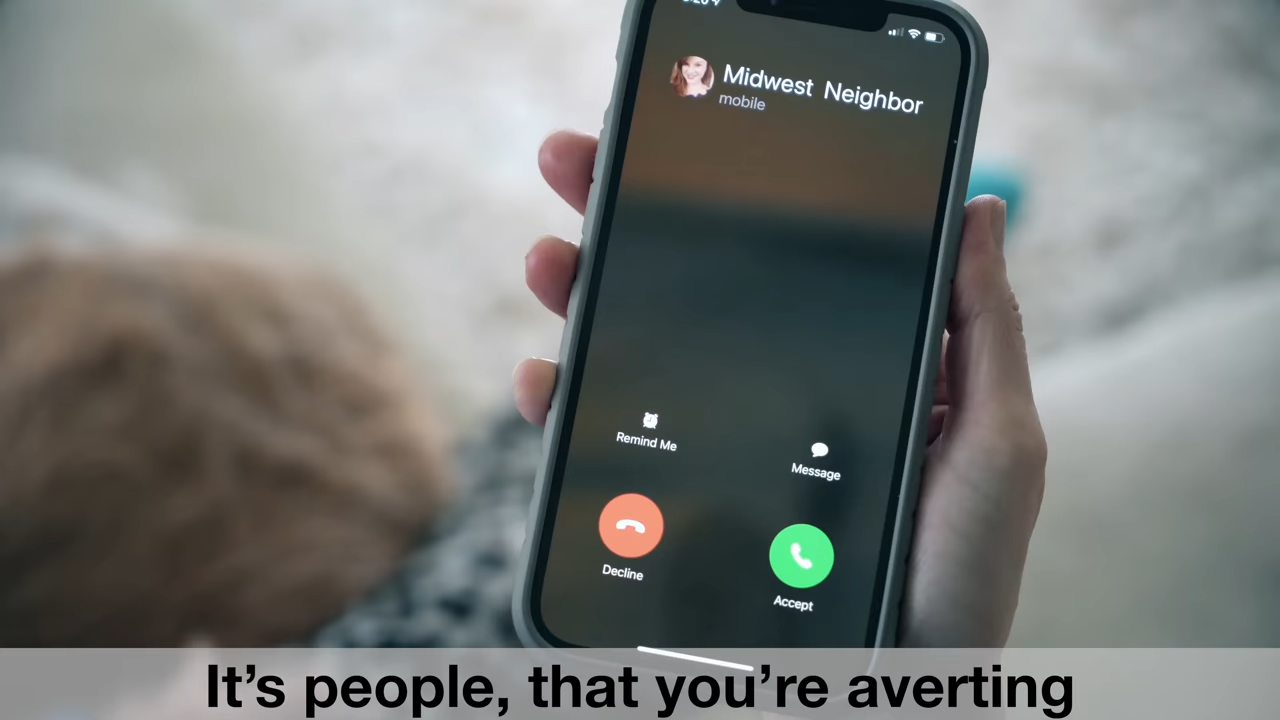 Midwest Neighbor
mobile
Remind Me
Message
Decline
Accept
It's people, that you're averting